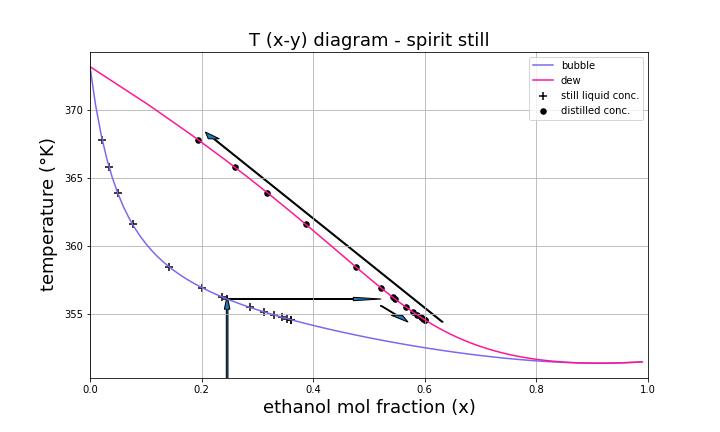 T (x-y) diagram - spirit still
bubble
dew
still liquid conc.
distilled conc.
temperature (°K)
370
365
360
355
0.0 0.2 0.4 0.6 0.8 1.0
ethanol mol fraction (x)